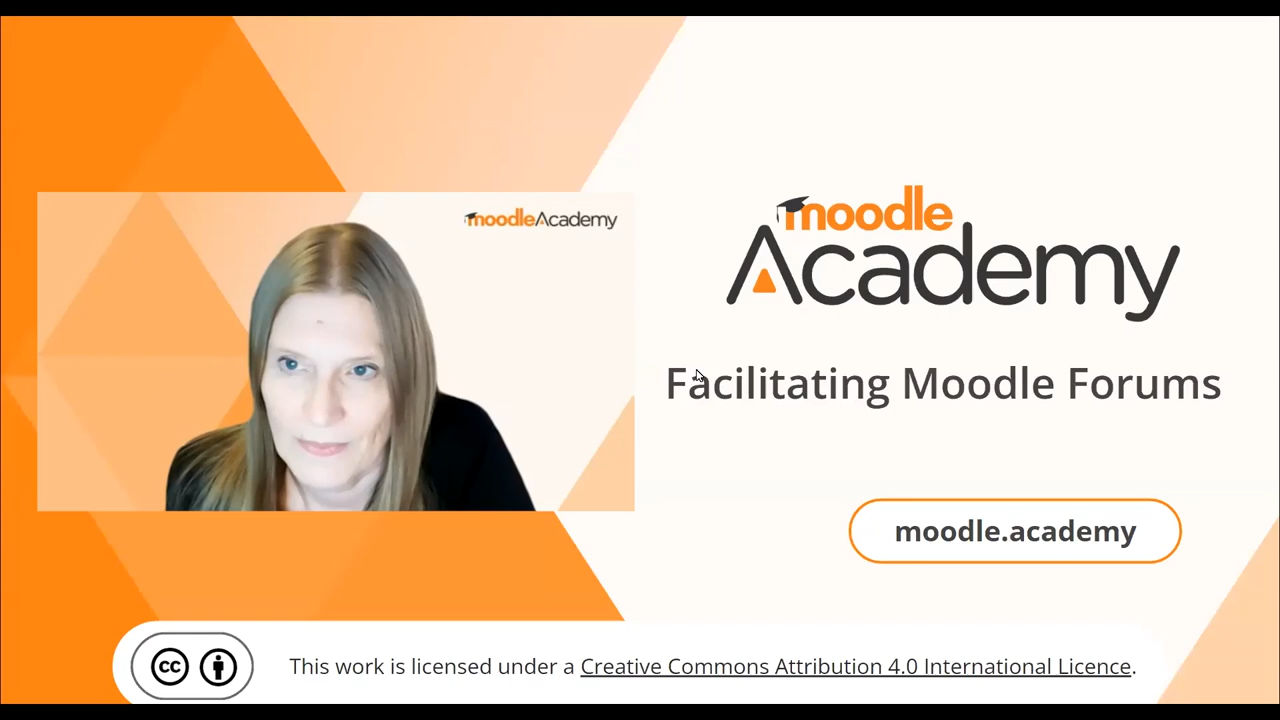 moodleAcademy
moodle
Academy
Facilitating Moodle Forums
moodle.academy
cc
This work is licensed under a Creative Commons Attribution 4.0 International Licence.